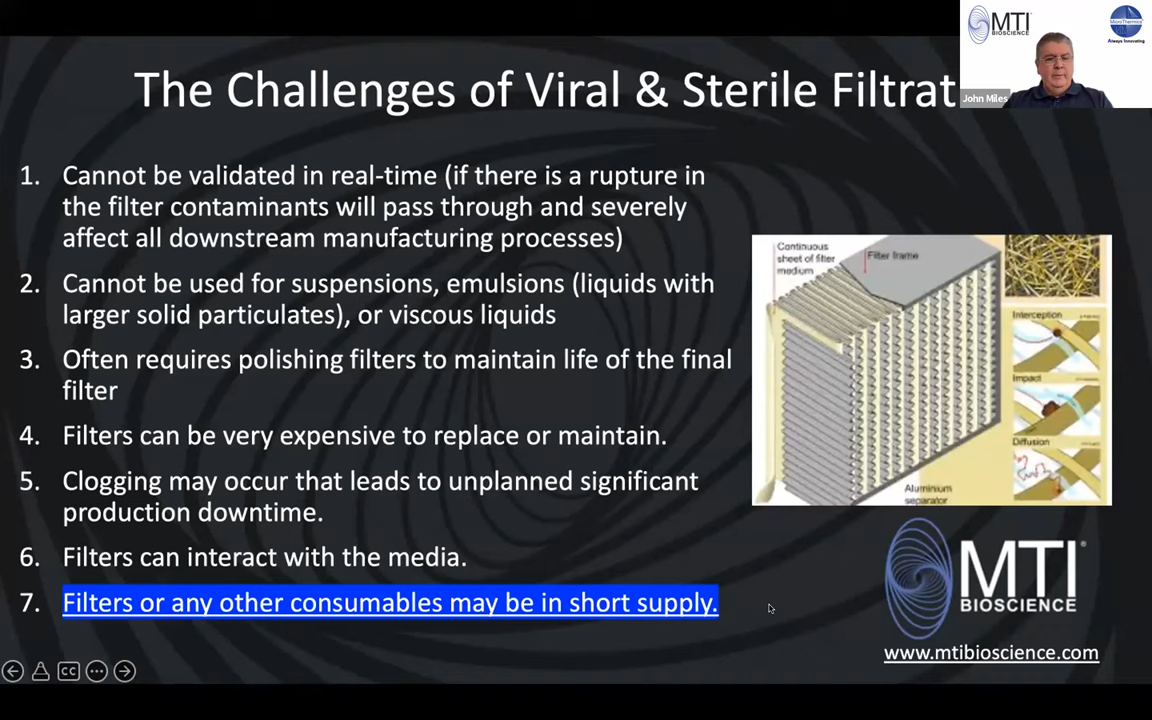 MTI
BIOSCIENCE
MicroThermics
Always Innovating
John Miles
The Challenges of Viral & Sterile Filtrat
1. Cannot be validated in real-time (if there is a rupture in
the filter contaminants will pass through and severely
affect all downstream manufacturing processes)
2. Cannot be used for suspensions, emulsions (liquids with
larger solid particulates), or viscous liquids
3. Often requires polishing filters to maintain life of the final
filter
4. Filters can be very expensive to replace or maintain.
5. Clogging may occur that leads to unplanned significant
production downtime.
6. Filters can interact with the media.
7. Filters or any other consumables may be in short supply.
Continuous
sheet of filter
medium
Filter frame
Interception
Impact
Diffusion
Aluminium
separator
MTI
BIOSCIENCE
www.mtibioscience.com
CC